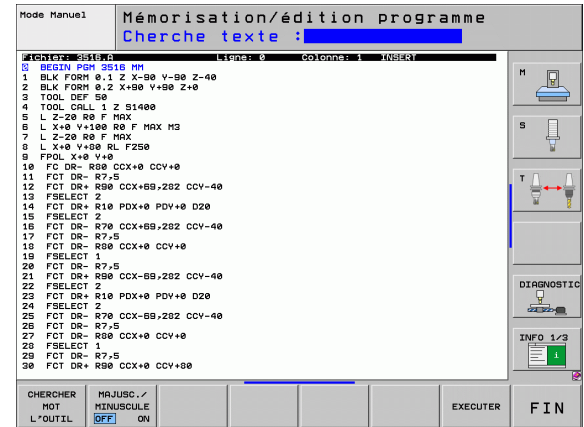 Mode Manuel
Mémorisation/édition programme
Cherche texte :
Fichier: 3516.A Ligne: 0 Colonne: 1 INSERT
0 BEGIN PGM 3516 MM
1 BLK FORM 0.1 Z X-90 Y-90 Z-40
2 BLK FORM 0.2 X+90 Y+90 Z+0
3 TOOL DEF 50
4 TOOL CALL 1 Z S1400
5 L Z-20 R0 F MAX
6 L X+0 Y+100 R0 F MAX M3
7 L Z-20 R0 F MAX
8 L X+0 Y+80 RL F250
9 FPOL X+0 Y+0
10 FC DR- R80 CCX+0 CCY+0
11 FCT DR- R7,5
12 FCT DR+ R90 CCX+69,282 CCY-40
13 FSELECT 2
14 FCT DR+ R10 PDX+0 PDY+0 D20
15 FSELECT 2
16 FCT DR- R70 CCX+69,282 CCY-40
17 FCT DR- R7,5
18 FCT DR- R80 CCX+0 CCY+0
19 FSELECT 1
20 FCT DR- R7,5
21 FCT DR+ R90 CCX-69,282 CCY-40
22 FSELECT 2
23 FCT DR+ R10 PDX+0 PDY+0 D20
24 FSELECT 2
25 FCT DR- R70 CCX-69,282 CCY-40
26 FCT DR- R7,5
27 FCT DR- R80 CCX+0 CCY+0
28 FSELECT 1
29 FCT DR- R7,5
30 FCT DR+ R90 CCX+0 CCY+80
M
S
T
DIAGNOSTIC
INFO 1/3
i
CHERCHER
MOT
L'OUTIL
MAJUSC./
MINUSCULE
OFF ON
EXECUTER
FIN